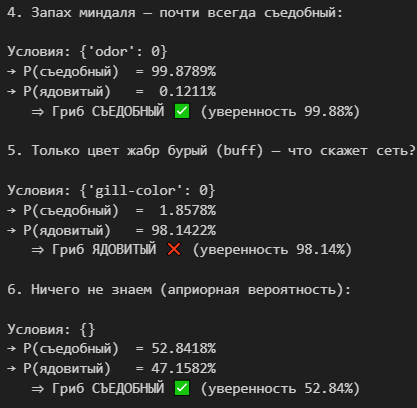 4. Запах миндаля — почти всегда съедобный:
Условия: {'odor': 0}
→ P(съедобный) = 99.8789%
→ P(ядовитый) = 0.1211%
⇒ Гриб СЪЕДОБНЫЙ ✅ (уверенность 99.88%)
5. Только цвет жабр бурый (buff) — что скажет сеть?
Условия: {'gill-color': 0}
→ P(съедобный) = 1.8578%
→ P(ядовитый) = 98.1422%
⇒ Гриб ЯДОВИТЫЙ ❌ (уверенность 98.14%)
6. Ничего не знаем (априорная вероятность):
Условия: {}
→ P(съедобный) = 52.8418%
→ P(ядовитый) = 47.1582%
⇒ Гриб СЪЕДОБНЫЙ ✅ (уверенность 52.84%)